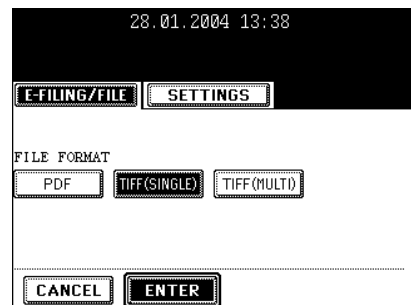 28.01.2004 13:38
E-FILING/FILE SETTINGS
FILE FORMAT
PDF TIFF(SINGLE) TIFF(MULTI)
CANCEL ENTER